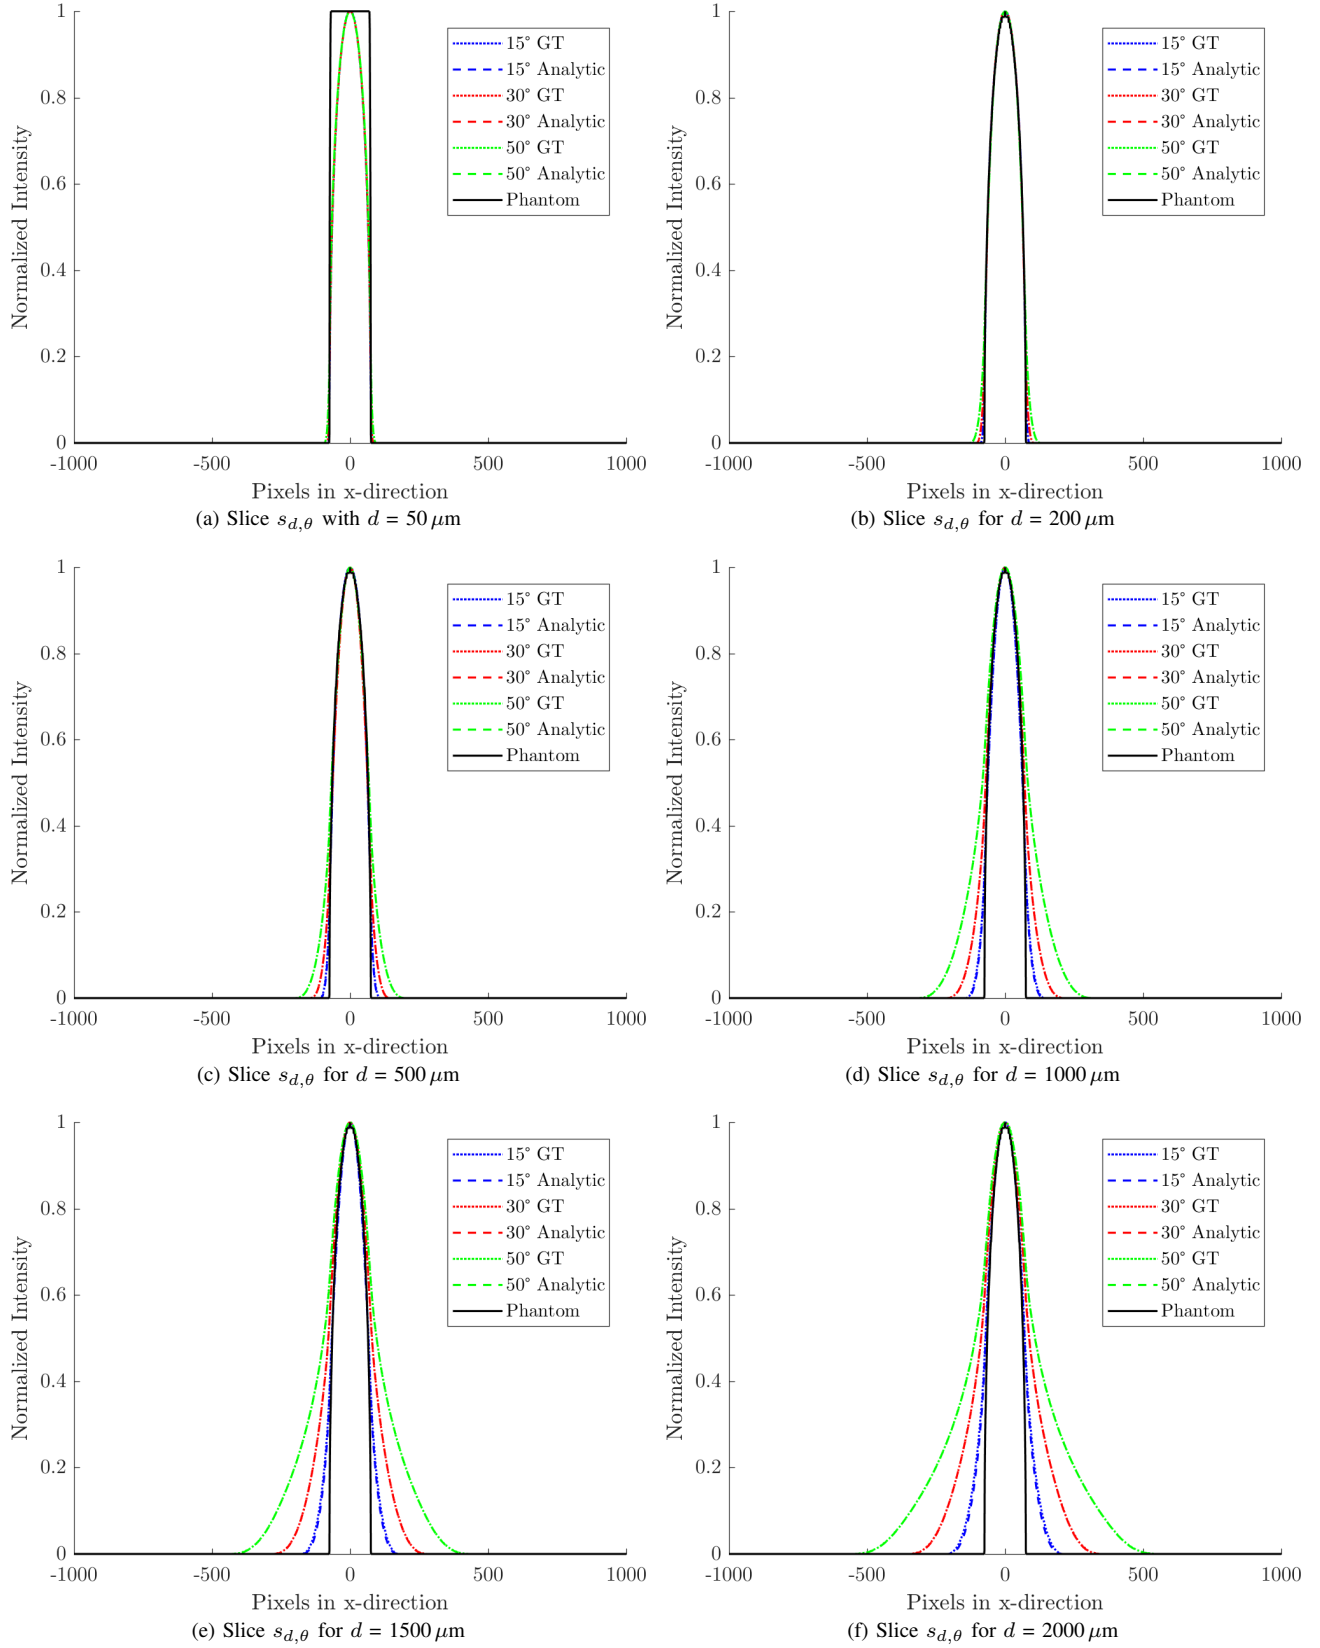 1
0.8
0.6
0.4
0.2
0
Normalized Intensity
-1000 -500 0 500 1000
Pixels in x-direction
15° GT
15° Analytic
30° GT
30° Analytic
50° GT
50° Analytic
Phantom
(a) Slice s_{d,θ} with d = 50 μm
1
0.8
0.6
0.4
0.2
0
Normalized Intensity
-1000 -500 0 500 1000
Pixels in x-direction
15° GT
15° Analytic
30° GT
30° Analytic
50° GT
50° Analytic
Phantom
(b) Slice s_{d,θ} for d = 200 μm
1
0.8
0.6
0.4
0.2
0
Normalized Intensity
-1000 -500 0 500 1000
Pixels in x-direction
15° GT
15° Analytic
30° GT
30° Analytic
50° GT
50° Analytic
Phantom
(c) Slice s_{d,θ} for d = 500 μm
1
0.8
0.6
0.4
0.2
0
Normalized Intensity
-1000 -500 0 500 1000
Pixels in x-direction
15° GT
15° Analytic
30° GT
30° Analytic
50° GT
50° Analytic
Phantom
(d) Slice s_{d,θ} for d = 1000 μm
1
0.8
0.6
0.4
0.2
0
Normalized Intensity
-1000 -500 0 500 1000
Pixels in x-direction
15° GT
15° Analytic
30° GT
30° Analytic
50° GT
50° Analytic
Phantom
(e) Slice s_{d,θ} for d = 1500 μm
1
0.8
0.6
0.4
0.2
0
Normalized Intensity
-1000 -500 0 500 1000
Pixels in x-direction
15° GT
15° Analytic
30° GT
30° Analytic
50° GT
50° Analytic
Phantom
(f) Slice s_{d,θ} for d = 2000 μm